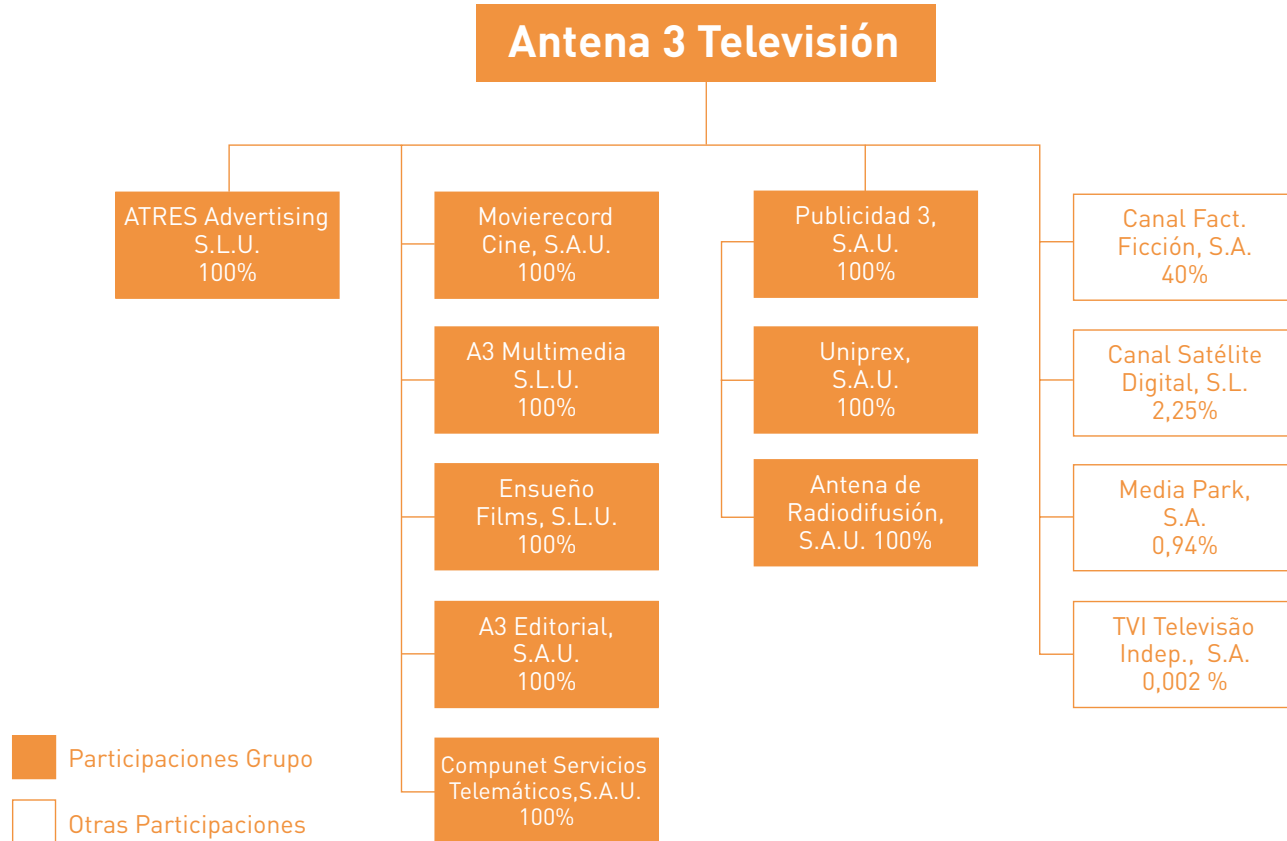 Antena 3 Televisión
ATRES Advertising
S.L.U.
100%
Movierecord
Cine, S.A.U.
100%
A3 Multimedia
S.L.U.
100%
Ensueño
Films, S.L.U.
100%
A3 Editorial,
S.A.U.
100%
Compunet Servicios
Telemáticos,S.A.U.
100%
Publicidad 3,
S.A.U.
100%
Uniprex,
S.A.U.
100%
Antena de
Radiodifusión,
S.A.U. 100%
Canal Fact.
Ficción, S.A.
40%
Canal Satélite
Digital, S.L.
2,25%
Media Park,
S.A.
0,94%
TVI Televisão
Indep., S.A.
0,002 %
Participaciones Grupo
Otras Participaciones